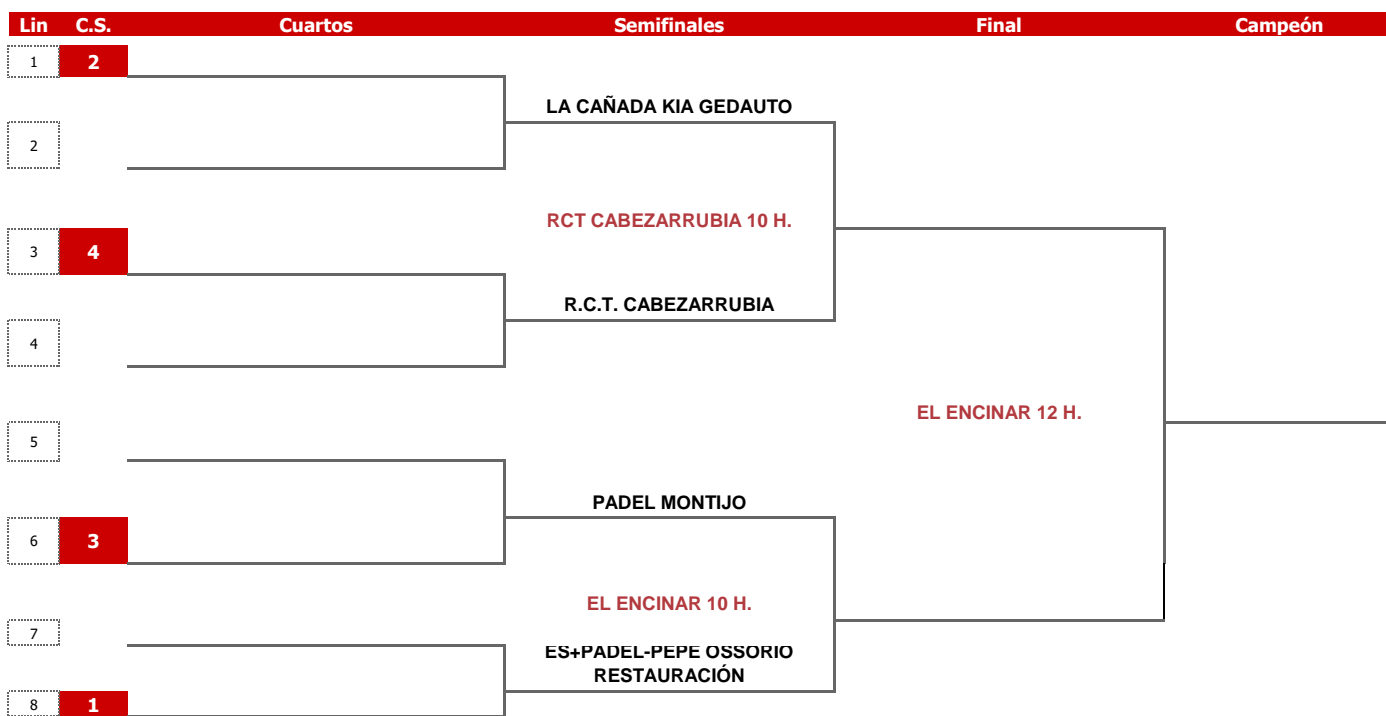 Lin C.S. Cuartos Semifinales Final Campeón
1 2
LA CAÑADA KIA GEDAUTO
2
RCT CABEZARRUBIA 10 H.
3 4
R.C.T. CABEZARRUBIA
4
EL ENCINAR 12 H.
5
PADEL MONTIJO
6 3
EL ENCINAR 10 H.
7
ES+PADEL-PEPE OSSORIO
RESTAURACIÓN
8 1